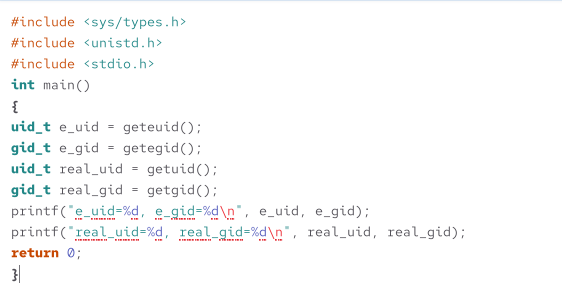 #include <sys/types.h>
#include <unistd.h>
#include <stdio.h>
int main()
{
uid_t e_uid = geteuid();
gid_t e_gid = getegid();
uid_t real_uid = getuid();
gid_t real_gid = getgid();
printf("e_uid=%d, e_gid=%d\n", e_uid, e_gid);
printf("real_uid=%d, real_gid=%d\n", real_uid, real_gid);
return 0;
}